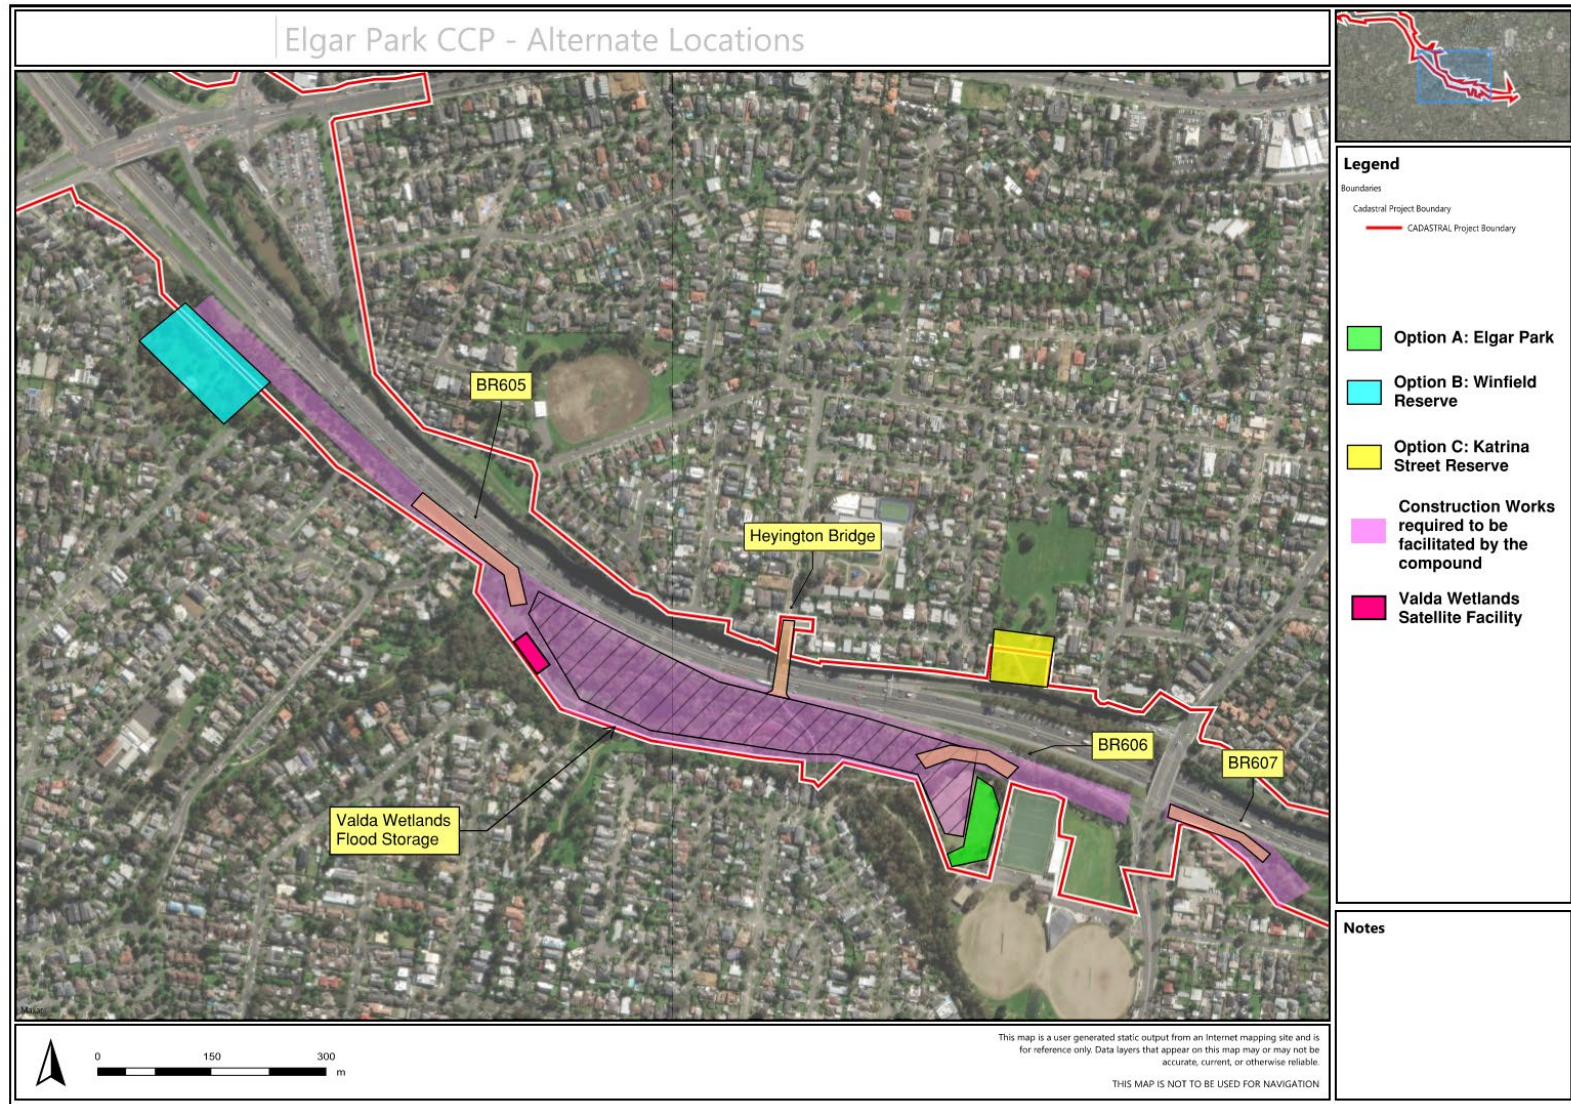 Elgar Park CCP - Alternate Locations
Legend
Boundaries
Cadastral Project Boundary
CADASTRAL Project Boundary
Option A: Elgar Park
Option B: Winfield
Reserve
Option C: Katrina
Street Reserve
Construction Works
required to be
facilitated by the
compound
Valda Wetlands
Satellite Facility
BR605
Heyington Bridge
BR606
BR607
Valda Wetlands
Flood Storage
Notes
0 150 300
m
This map is a user generated static output from an Internet mapping site and is
for reference only. Data layers that appear on this map may or may not be
accurate, current, or otherwise reliable.
THIS MAP IS NOT TO BE USED FOR NAVIGATION